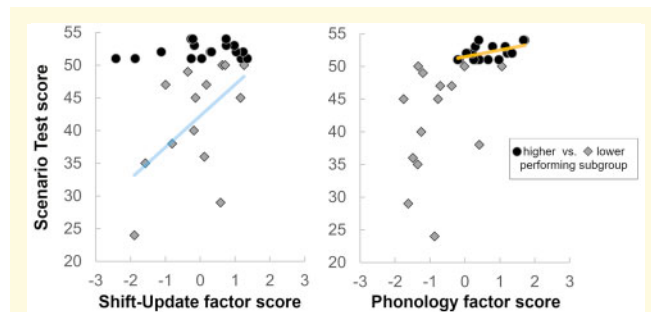 Scenario Test score
55
50
45
40
35
30
25
20
-3 -2 -1 0 1 2 3
Shift-Update factor score
55
50
45
40
35
30
25
20
-3 -2 -1 0 1 2 3
Phonology factor score
higher vs. lower
performing subgroup